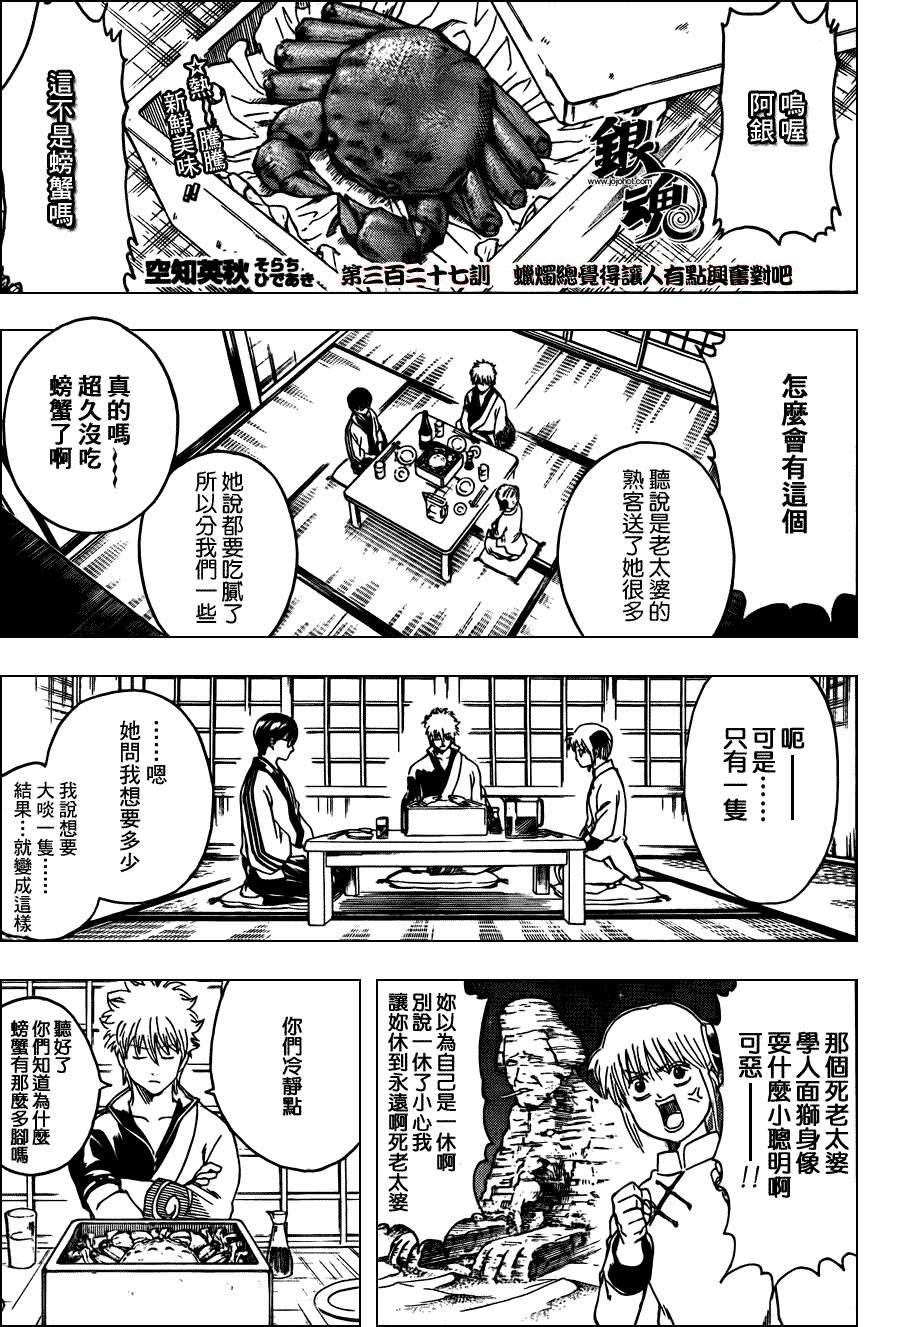 嗚喔
阿銀
銀魂
www.jojohot.com
☆熱~騰騰
新鮮美味!!
這不是螃蟹嗎
空知英秋
そらち
ひであき
第三百二十七訓 蠟燭總覺得讓人有點興奮對吧
怎麼會有這個
聽說是老太婆的
熟客送了她很多
她說都要吃膩了
所以分我們一些
真的嗎~~
超久沒吃
螃蟹了啊
呃——
可是……
只有一隻
……嗯
她問我想要多少
我說想要
大啖一隻……
結果…就變成這樣
那個死老太婆
學人面獅身像
耍什麼小聰明啊
可惡——!!
妳以為自己是一休啊
別說一休了小心我
讓妳休到永遠啊死老太婆
你們冷靜點
聽好了
你們知道為什麼
螃蟹有那麼多腳嗎